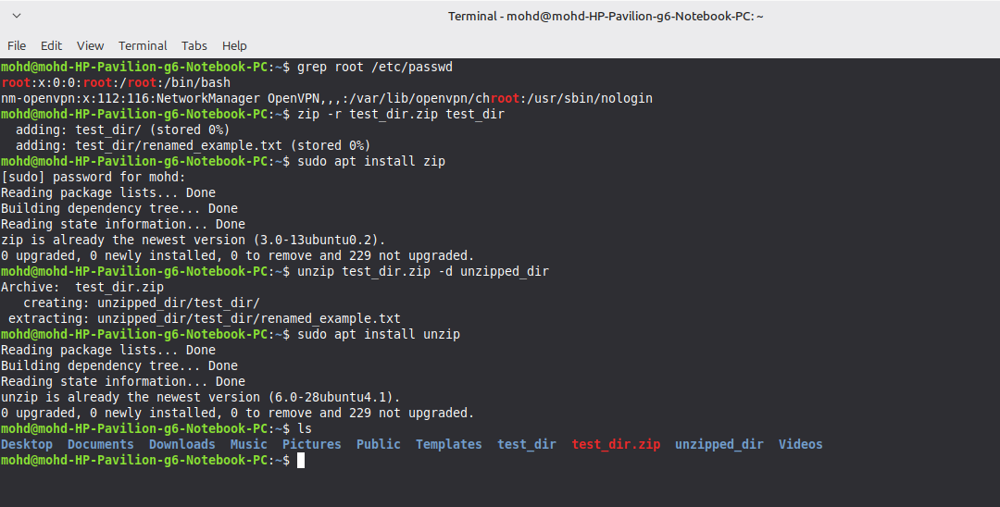 Terminal - mohd@mohd-HP-Pavilion-g6-Notebook-PC: ~
File Edit View Terminal Tabs Help
mohd@mohd-HP-Pavilion-g6-Notebook-PC:~$ grep root /etc/passwd
root:x:0:0:root:/root:/bin/bash
nm-openvpn:x:112:116:NetworkManager OpenVPN,,,:/var/lib/openvpn/chroot:/usr/sbin/nologin
mohd@mohd-HP-Pavilion-g6-Notebook-PC:~$ zip -r test_dir.zip test_dir
  adding: test_dir/ (stored 0%)
  adding: test_dir/renamed_example.txt (stored 0%)
mohd@mohd-HP-Pavilion-g6-Notebook-PC:~$ sudo apt install zip
[sudo] password for mohd:
Reading package lists... Done
Building dependency tree... Done
Reading state information... Done
zip is already the newest version (3.0-13ubuntu0.2).
0 upgraded, 0 newly installed, 0 to remove and 229 not upgraded.
mohd@mohd-HP-Pavilion-g6-Notebook-PC:~$ unzip test_dir.zip -d unzipped_dir
Archive:  test_dir.zip
   creating: unzipped_dir/test_dir/
 extracting: unzipped_dir/test_dir/renamed_example.txt
mohd@mohd-HP-Pavilion-g6-Notebook-PC:~$ sudo apt install unzip
Reading package lists... Done
Building dependency tree... Done
Reading state information... Done
unzip is already the newest version (6.0-28ubuntu4.1).
0 upgraded, 0 newly installed, 0 to remove and 229 not upgraded.
mohd@mohd-HP-Pavilion-g6-Notebook-PC:~$ ls
Desktop  Documents  Downloads  Music  Pictures  Public  Templates  test_dir  test_dir.zip  unzipped_dir  Videos
mohd@mohd-HP-Pavilion-g6-Notebook-PC:~$